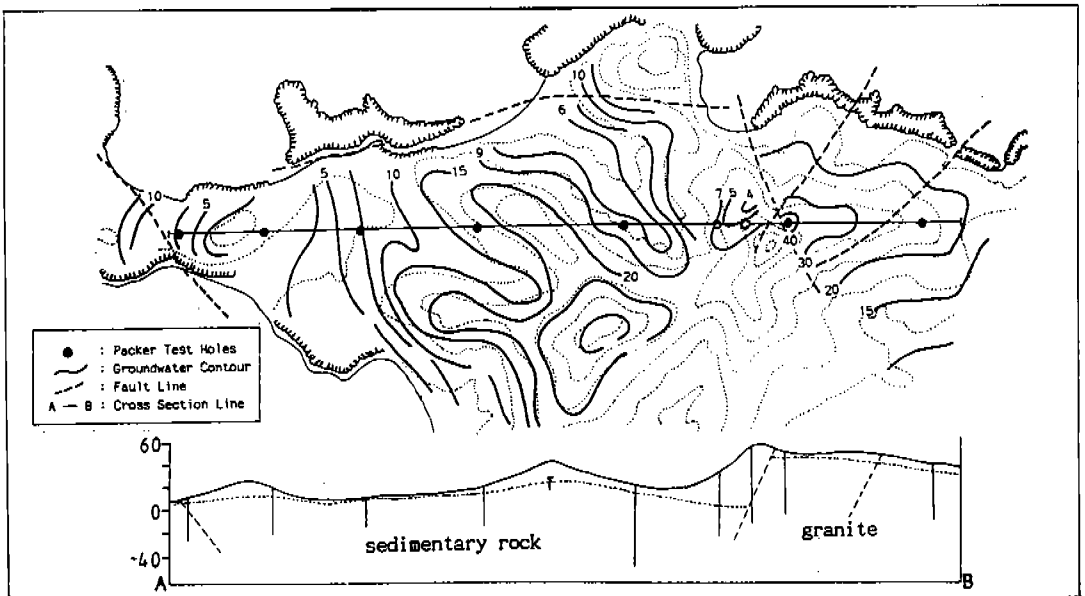 10
6
9
10
15
5
10
5
7 5 4
40
30
20
20
15
● : Packer Test Holes
: Groundwater Contour
: Fault Line
A — B : Cross Section Line
60
0
-40
A
B
sedimentary rock
granite